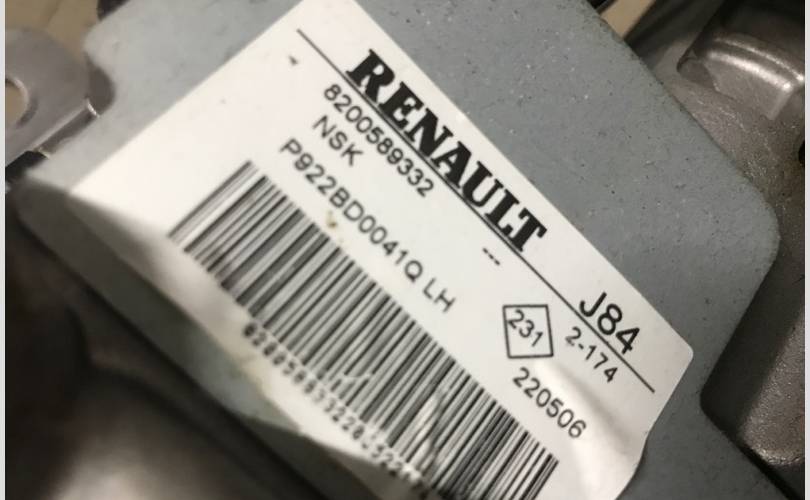 RENAULT
J84
8200589332
---
2-174
NSK
231
220506
P922BD0041Q LH